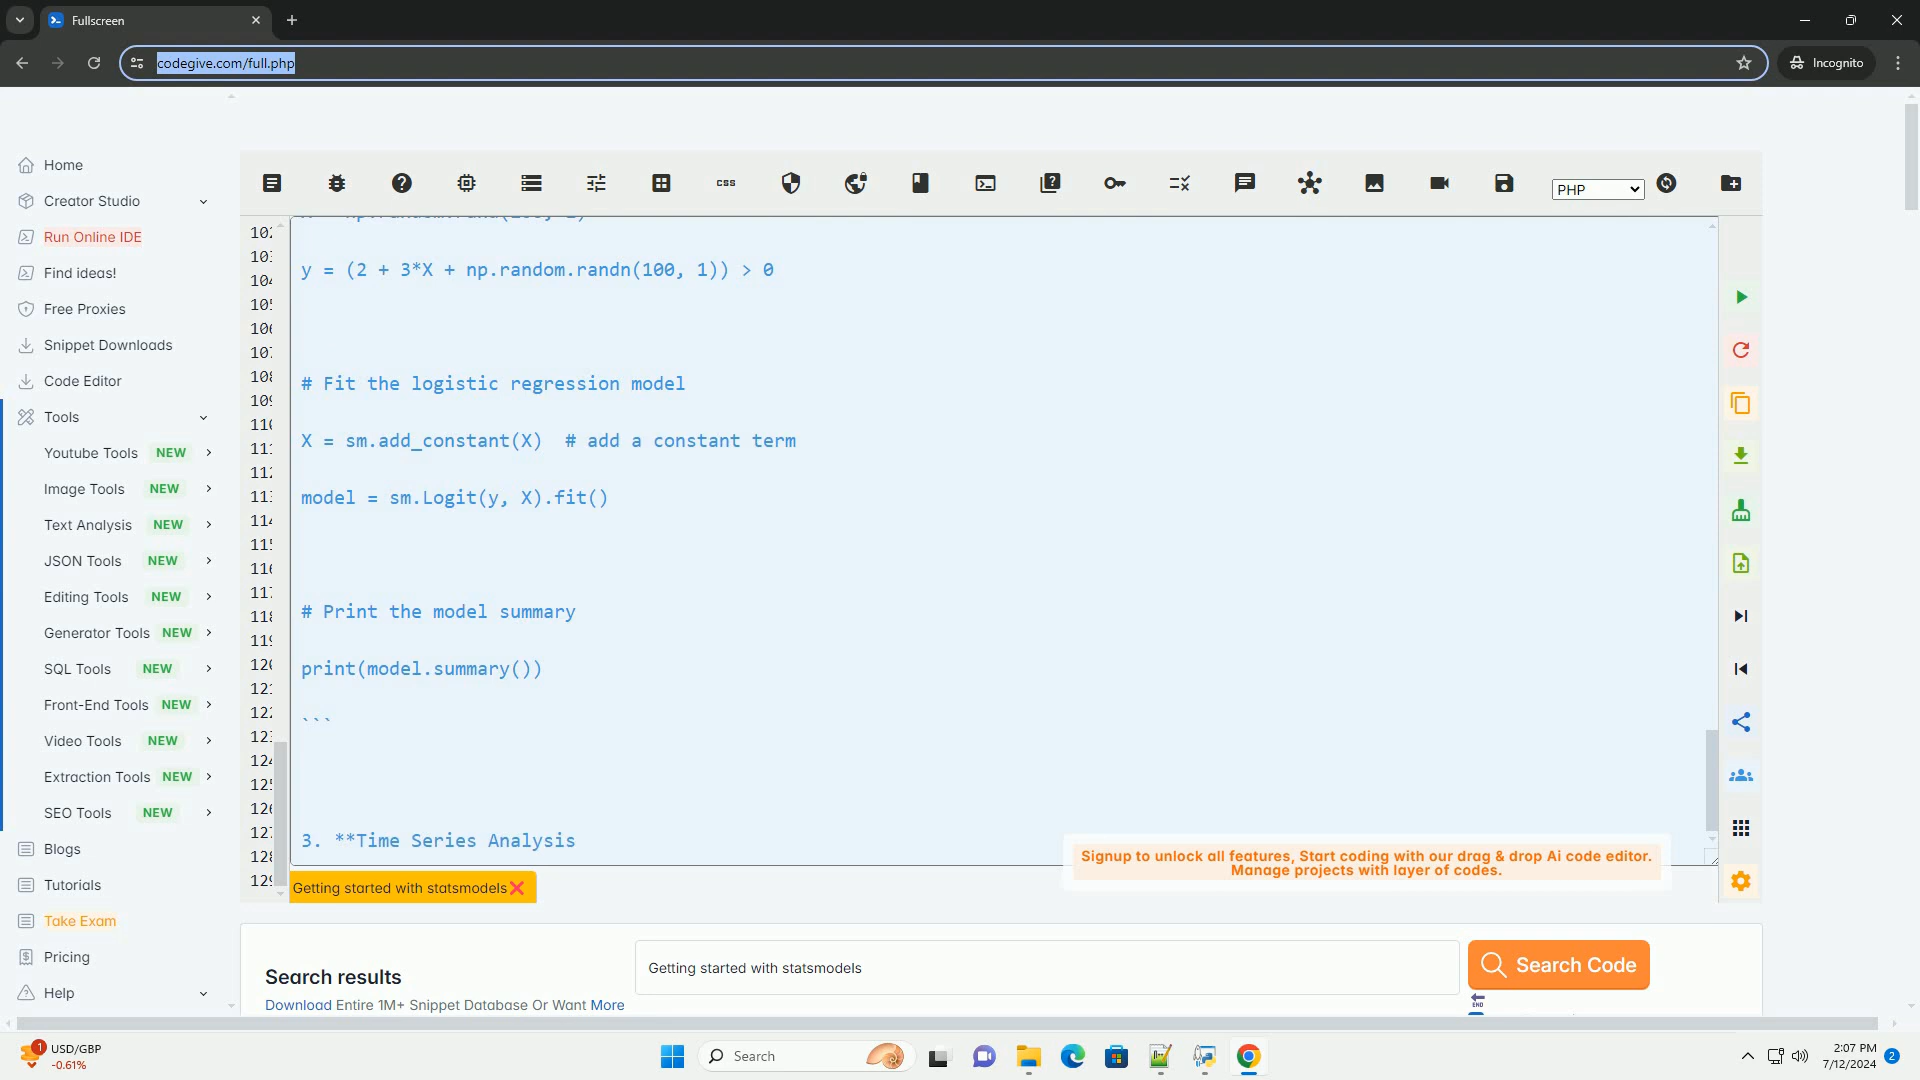 Fullscreen
codegive.com/full.php
Incognito
Home
Creator Studio
Run Online IDE
Find ideas!
Free Proxies
Snippet Downloads
Code Editor
Tools
Youtube Tools NEW
Image Tools NEW
Text Analysis NEW
JSON Tools NEW
Editing Tools NEW
Generator Tools NEW
SQL Tools NEW
Front-End Tools NEW
Video Tools NEW
Extraction Tools NEW
SEO Tools NEW
Blogs
Tutorials
Take Exam
Pricing
Help
css
PHP
y = (2 + 3*X + np.random.randn(100, 1)) > 0
# Fit the logistic regression model
X = sm.add_constant(X)  # add a constant term
model = sm.Logit(y, X).fit()
# Print the model summary
print(model.summary())
```
3. **Time Series Analysis
Signup to unlock all features, Start coding with our drag & drop Ai code editor.
Manage projects with layer of codes.
Getting started with statsmodels
Search results
Download Entire 1M+ Snippet Database Or Want More
Getting started with statsmodels
Search Code
END
1
USD/GBP
-0.61%
Search
2:07 PM
7/12/2024
2